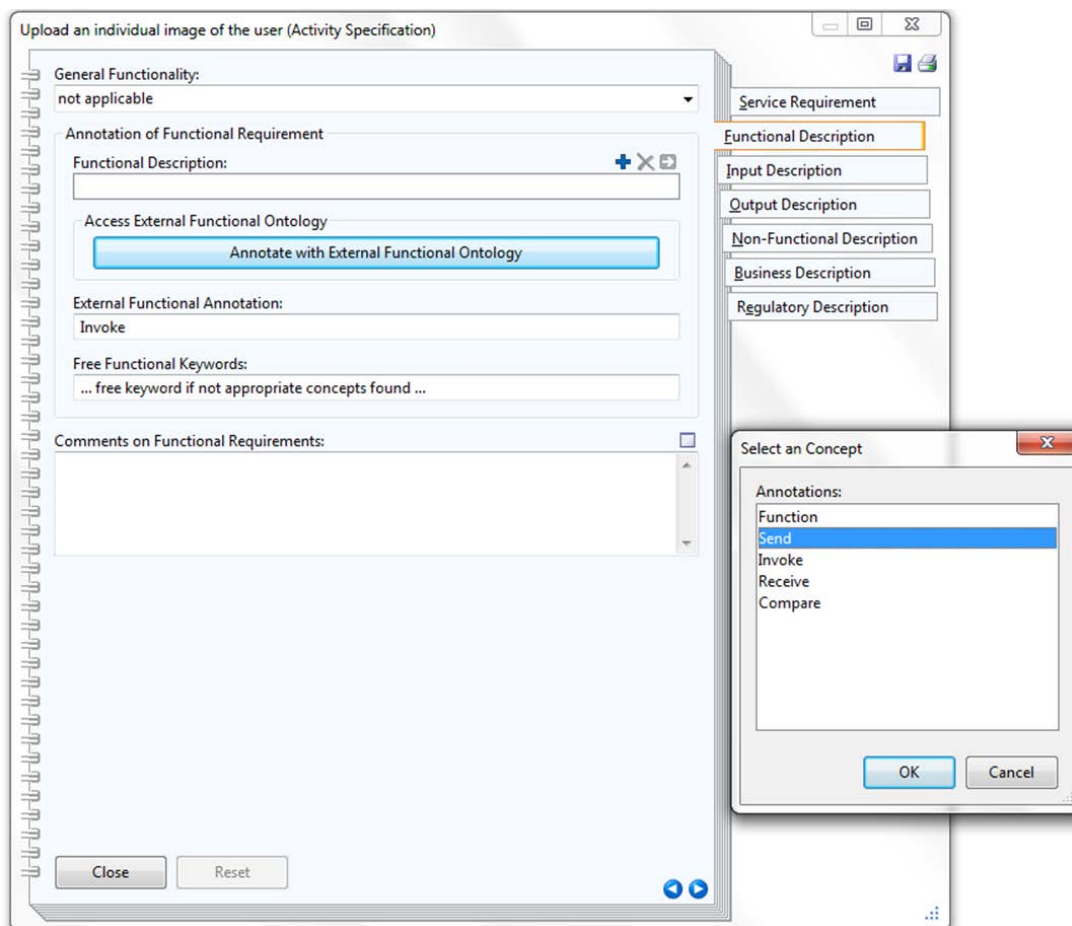 Upload an individual image of the user (Activity Specification)
General Functionality:
not applicable
Annotation of Functional Requirement
Functional Description:
Access External Functional Ontology
Annotate with External Functional Ontology
External Functional Annotation:
Invoke
Free Functional Keywords:
... free keyword if not appropriate concepts found ...
Comments on Functional Requirements:
Close
Reset
Service Requirement
Functional Description
Input Description
Output Description
Non-Functional Description
Business Description
Regulatory Description
Select an Concept
Annotations:
Function
Send
Invoke
Receive
Compare
OK
Cancel